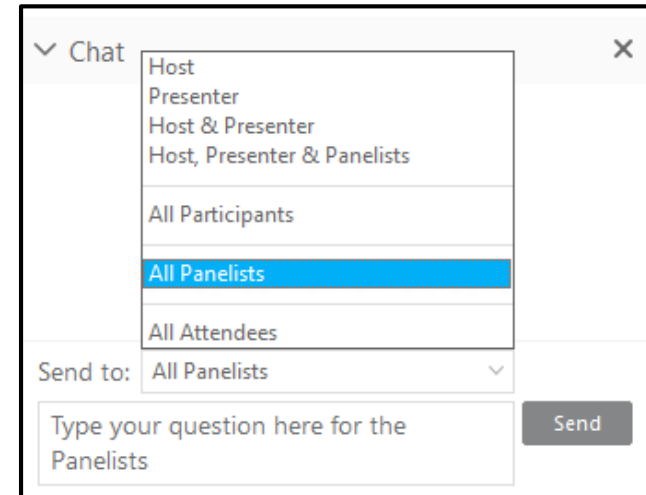 Chat
Host
Presenter
Host & Presenter
Host, Presenter & Panelists
All Participants
All Panelists
All Attendees
Send to: All Panelists
Type your question here for the
Panelists
Send